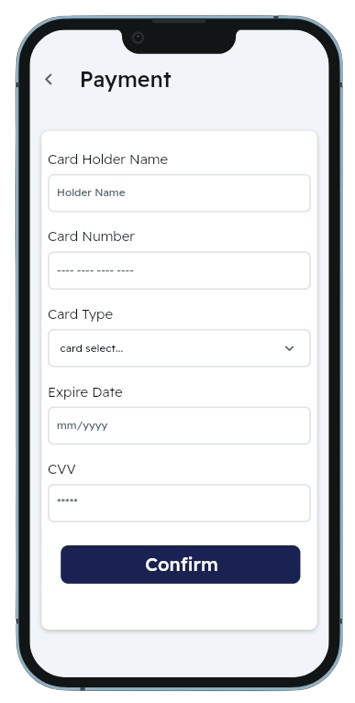 Payment
Card Holder Name
Holder Name
Card Number
---- ---- ---- ----
Card Type
card select...
Expire Date
mm/yyyy
CVV
*****
Confirm